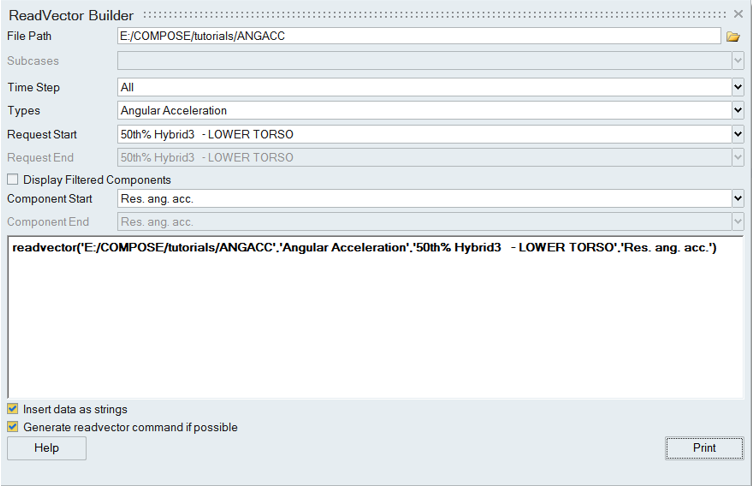 ReadVector Builder
File Path E:/COMPOSE/tutorials/ANGACC
Subcases
Time Step All
Types Angular Acceleration
Request Start 50th% Hybrid3 - LOWER TORSO
Request End 50th% Hybrid3 - LOWER TORSO
Display Filtered Components
Component Start Res. ang. acc.
Component End Res. ang. acc.
readvector('E:/COMPOSE/tutorials/ANGACC','Angular Acceleration','50th% Hybrid3 - LOWER TORSO','Res. ang. acc.')
Insert data as strings
Generate readvector command if possible
Help Print